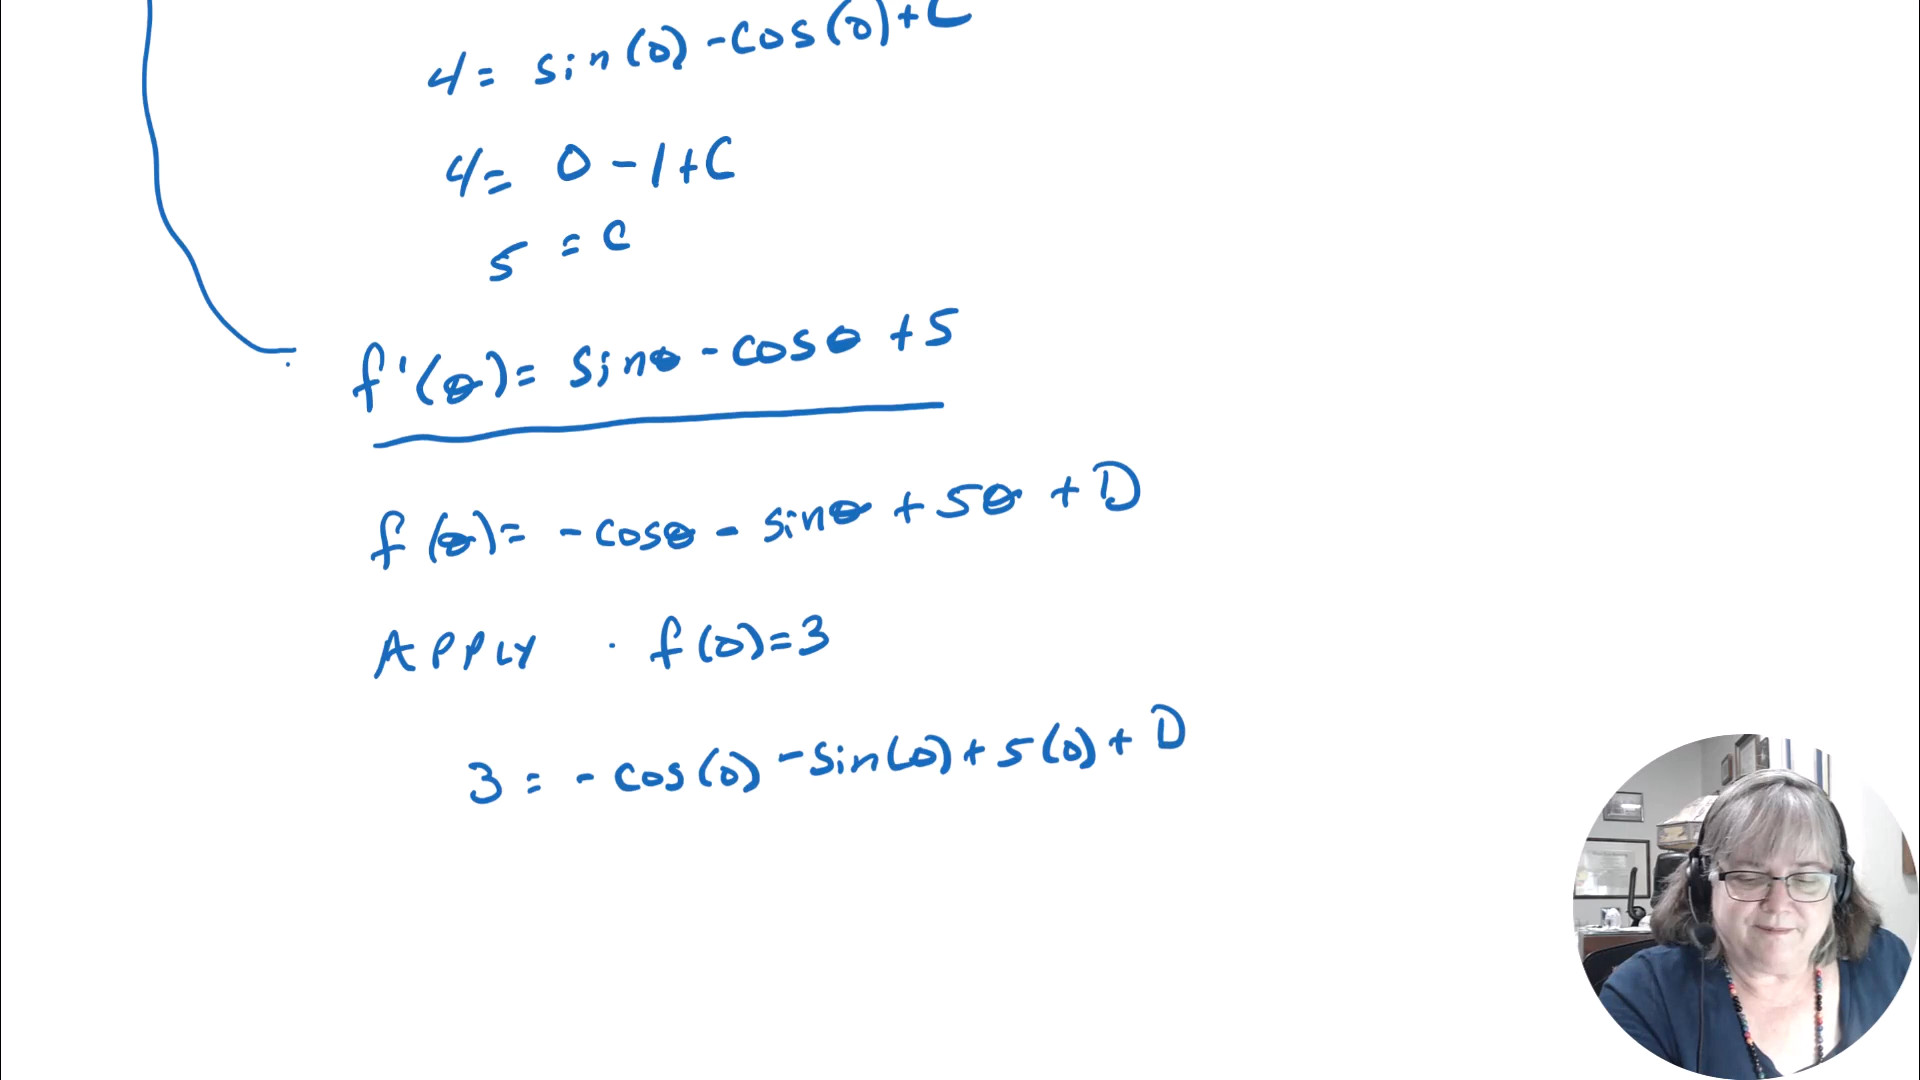 4 = sin(0) - cos(0) + C
4 = 0 - 1 + C
5 = C
f'(θ) = sinθ - cosθ + 5
f(θ) = - cosθ - sinθ + 5θ + D
APPLY · f(0) = 3
3 = - cos(0) - sin(0) + 5(0) + D